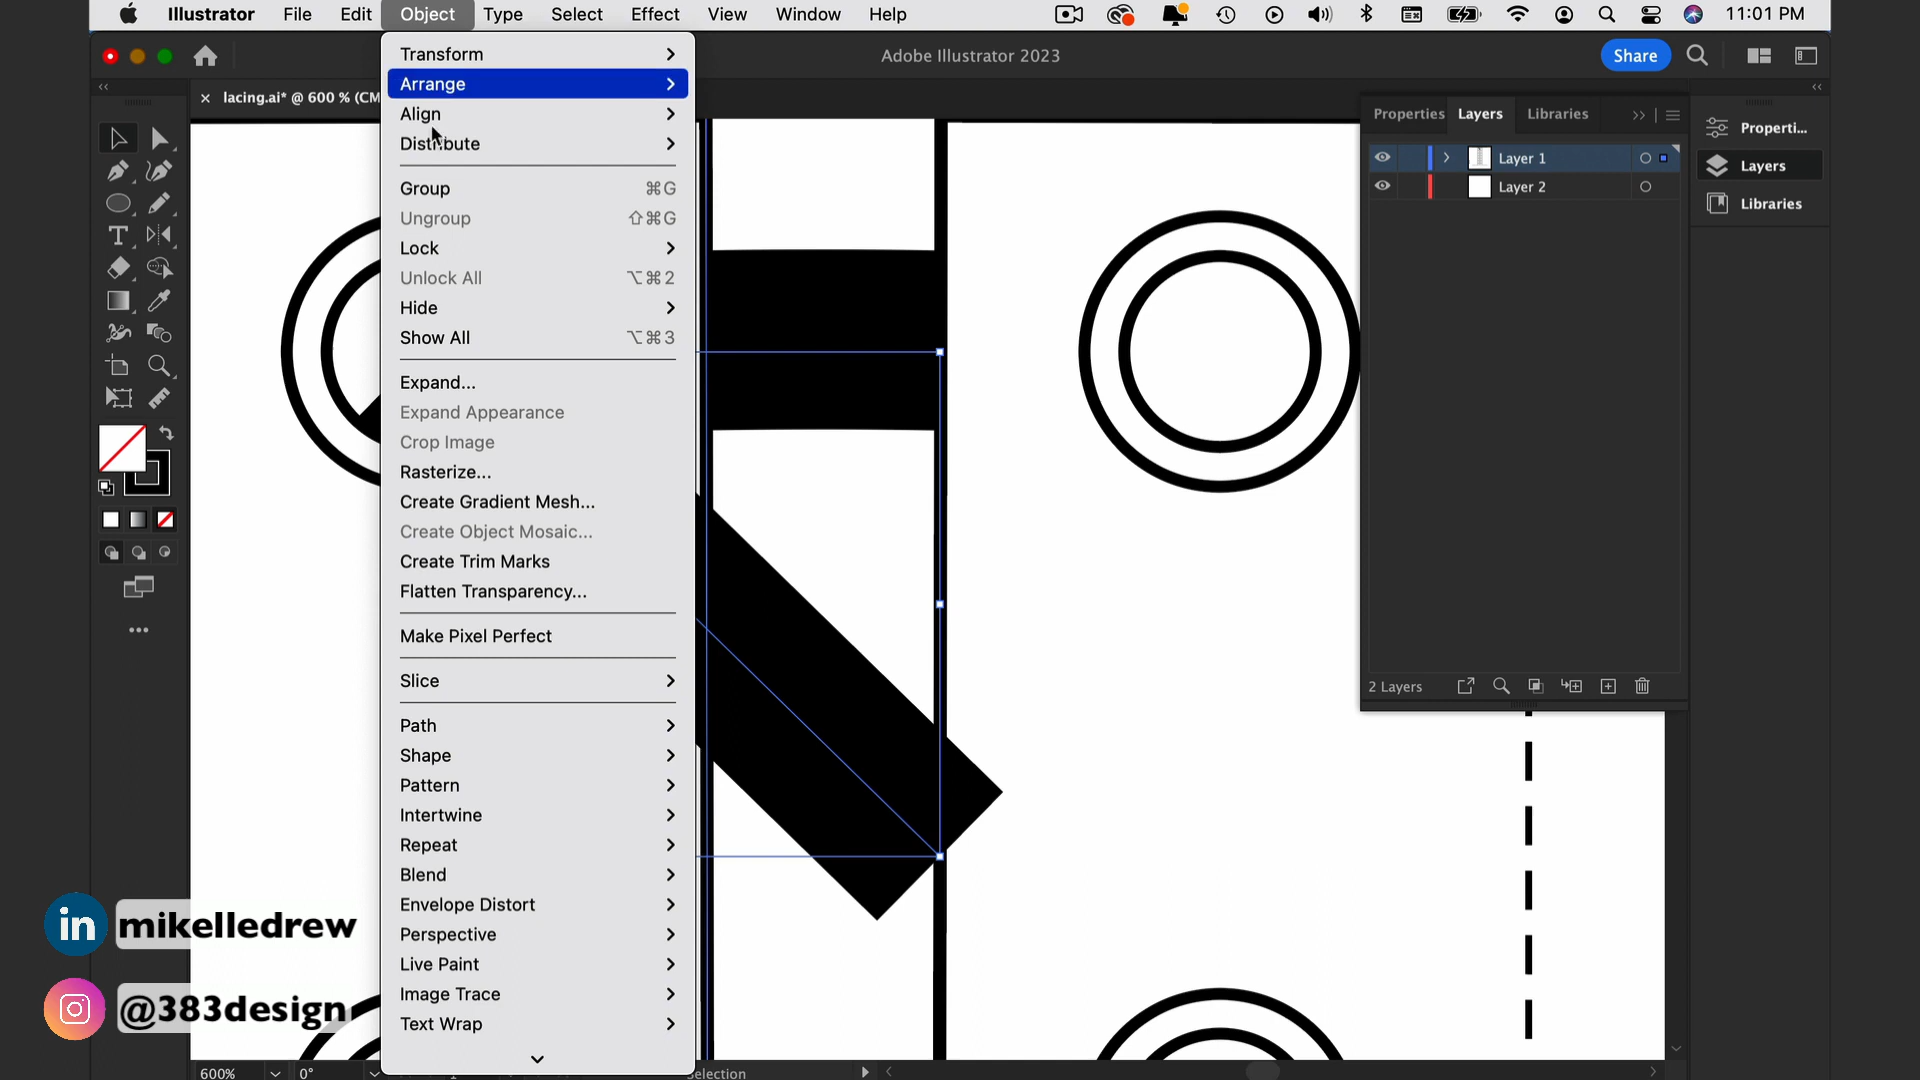 Illustrator File Edit Object Type Select Effect View Window Help 11:01 PM
Adobe Illustrator 2023
Share
lacing.ai* @ 600 % (CM
Transform
Arrange
Align
Distribute
Group ⌘G
Ungroup ⇧⌘G
Lock
Unlock All ⌥⌘2
Hide
Show All ⌥⌘3
Expand...
Expand Appearance
Crop Image
Rasterize...
Create Gradient Mesh...
Create Object Mosaic...
Create Trim Marks
Flatten Transparency...
Make Pixel Perfect
Slice
Path
Shape
Pattern
Intertwine
Repeat
Blend
Envelope Distort
Perspective
Live Paint
Image Trace
Text Wrap
Properties Layers Libraries
Layer 1
Layer 2
2 Layers
Properti...
Layers
Libraries
in mikelledrew
@383design
600% 0° Selection